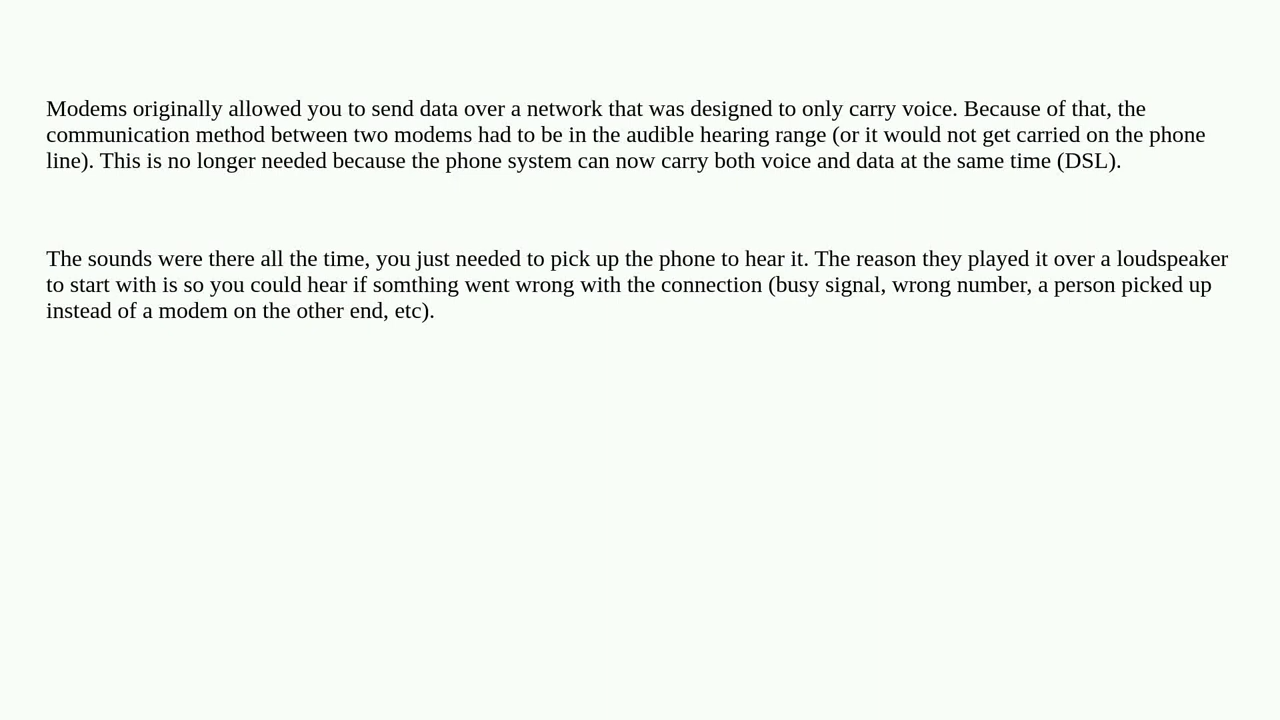 Modems originally allowed you to send data over a network that was designed to only carry voice. Because of that, the
communication method between two modems had to be in the audible hearing range (or it would not get carried on the phone
line). This is no longer needed because the phone system can now carry both voice and data at the same time (DSL).
The sounds were there all the time, you just needed to pick up the phone to hear it. The reason they played it over a loudspeaker
to start with is so you could hear if somthing went wrong with the connection (busy signal, wrong number, a person picked up
instead of a modem on the other end, etc).